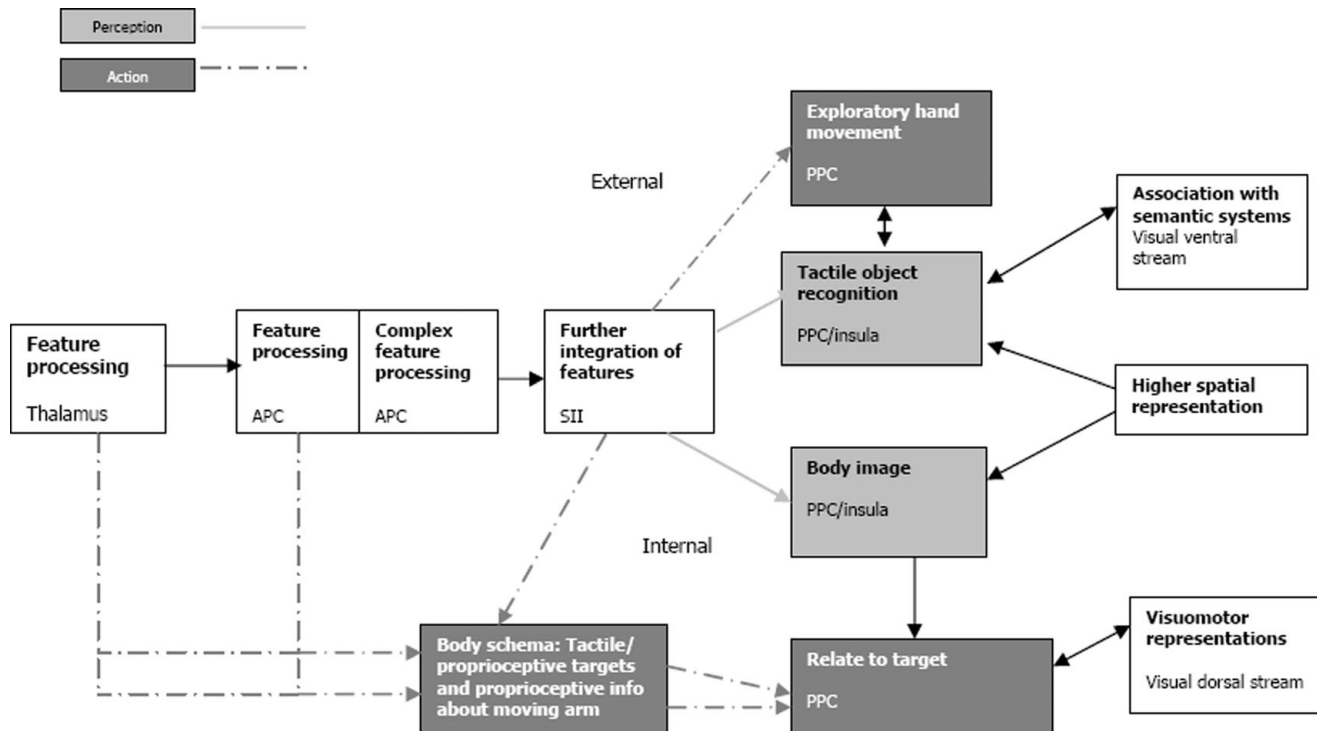 Perception
Action
Exploratory hand
movement
PPC
External
Association with
semantic systems
Visual ventral
stream
Tactile object
recognition
PPC/insula
Feature
processing
Thalamus
Feature
processing
APC
Complex
feature
processing
APC
Further
integration of
features
SII
Higher spatial
representation
Body image
PPC/insula
Internal
Body schema: Tactile/
proprioceptive targets
and proprioceptive info
about moving arm
Relate to target
PPC
Visuomotor
representations
Visual dorsal stream